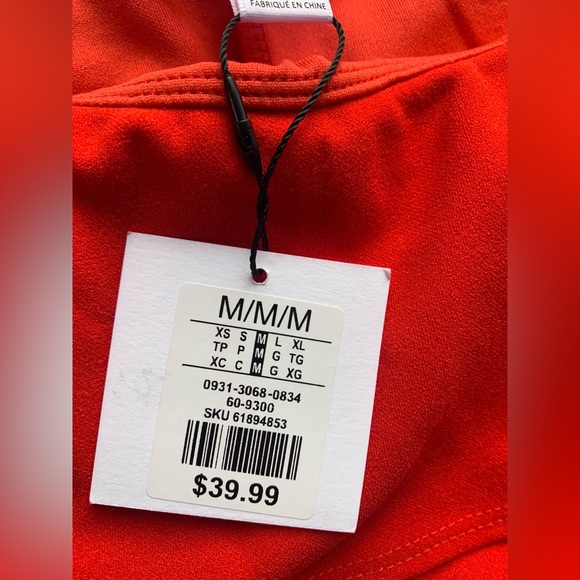 FABRIQUÉ EN CHINE
M/M/M
XS S M L XL
TP P M G TG
XC C M G XG
0931-3068-0834
60-9300
SKU 61894853
$39.99